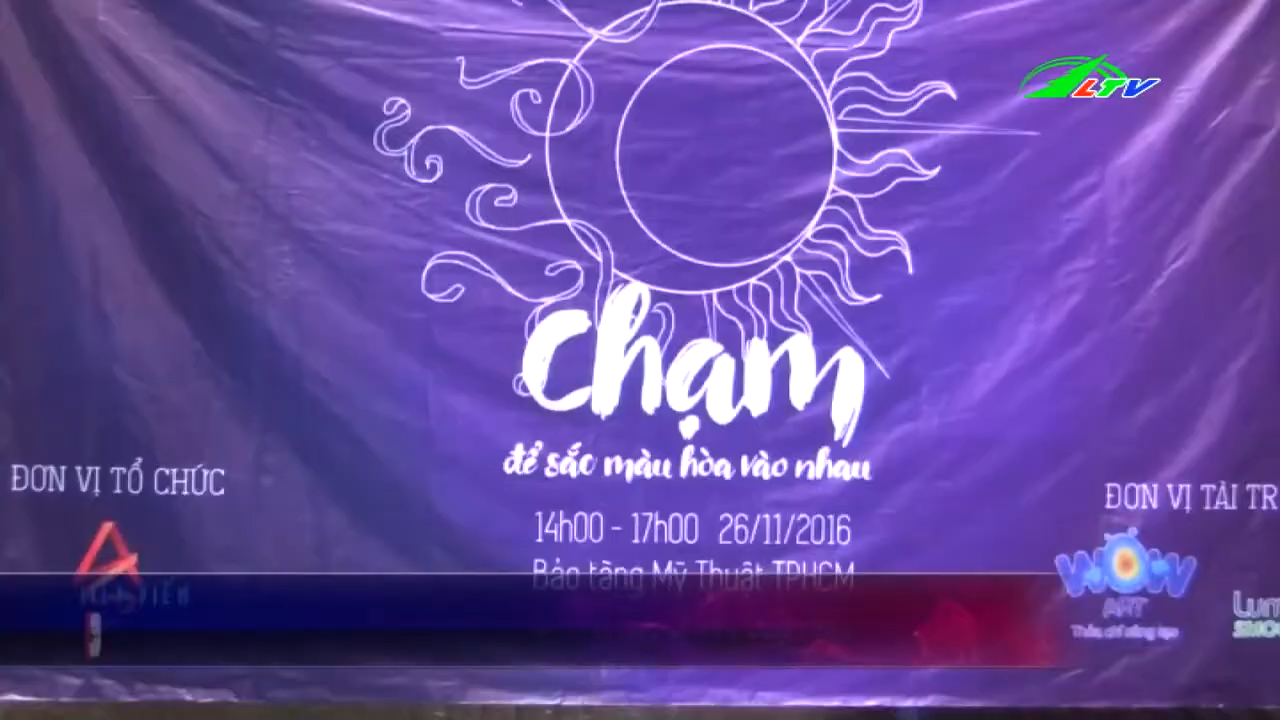 LTV
Chạm
để sắc màu hòa vào nhau
ĐƠN VỊ TỔ CHỨC
ĐƠN VỊ TÀI TR
14h00 - 17h00 26/11/2016
Bảo tàng Mỹ Thuật TPHCM
WOW
ART
Lum